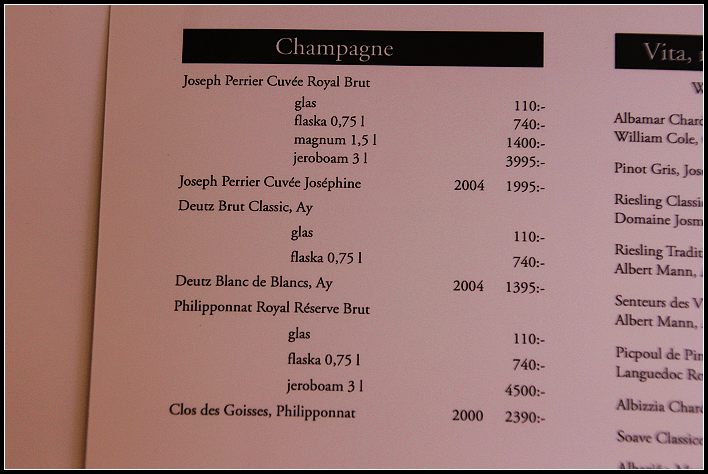 Champagne
Joseph Perrier Cuvée Royal Brut
glas 110:-
flaska 0,75 l 740:-
magnum 1,5 l 1400:-
jeroboam 3 l 3995:-
Joseph Perrier Cuvée Joséphine 2004 1995:-
Deutz Brut Classic, Ay
glas 110:-
flaska 0,75 l 740:-
Deutz Blanc de Blancs, Ay 2004 1395:-
Philipponnat Royal Réserve Brut
glas 110:-
flaska 0,75 l 740:-
jeroboam 3 l 4500:-
Clos des Goisses, Philipponnat 2000 2390:-
Vita,
Albamar
William Cole,
Pinot Gris,
Riesling
Domaine
Riesling
Albert Mann,
Senteurs des
Albert Mann,
Picpoul de
Languedoc
Albizzia
Soave